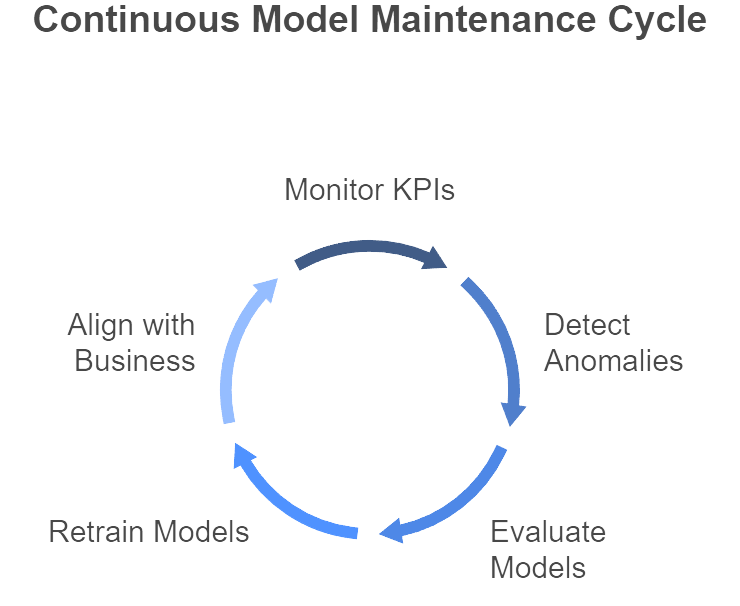 Continuous Model Maintenance Cycle
Monitor KPIs
Detect
Anomalies
Evaluate
Models
Retrain Models
Align with
Business